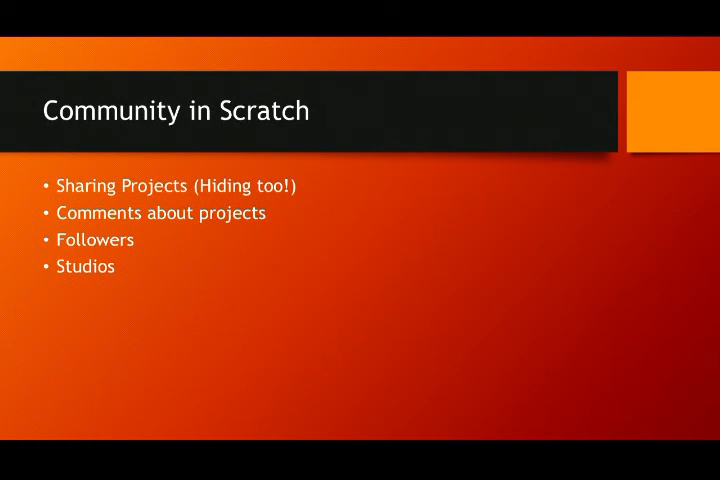 Community in Scratch
• Sharing Projects (Hiding too!)
• Comments about projects
• Followers
• Studios